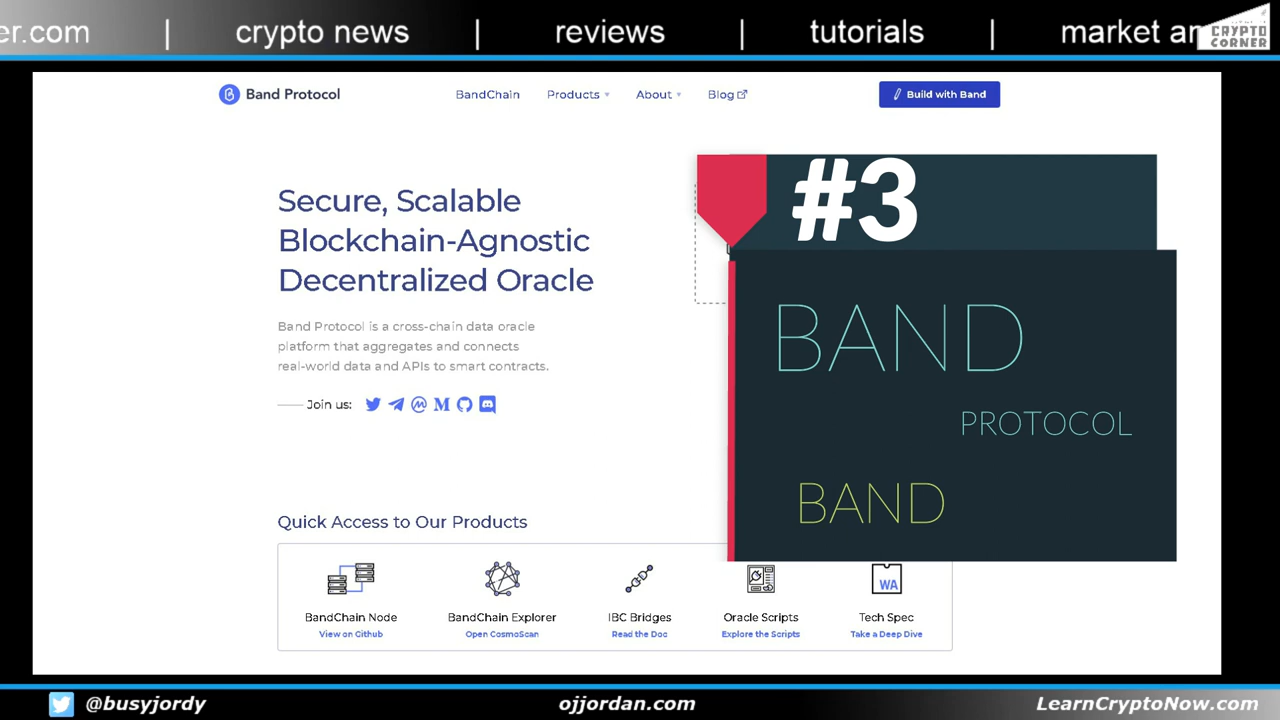 er.com | crypto news | reviews | tutorials | market an
CRYPTO
CORNER
Band Protocol
BandChain Products About Blog
Build with Band
Secure, Scalable
Blockchain-Agnostic
Decentralized Oracle
Band Protocol is a cross-chain data oracle
platform that aggregates and connects
real-world data and APIs to smart contracts.
Join us:
#3
BAND
PROTOCOL
BAND
Quick Access to Our Products
BandChain Node
View on Github
BandChain Explorer
Open CosmoScan
IBC Bridges
Read the Doc
Oracle Scripts
Explore the Scripts
WA
Tech Spec
Take a Deep Dive
@busyjordy
ojjordan.com
LearnCryptoNow.com